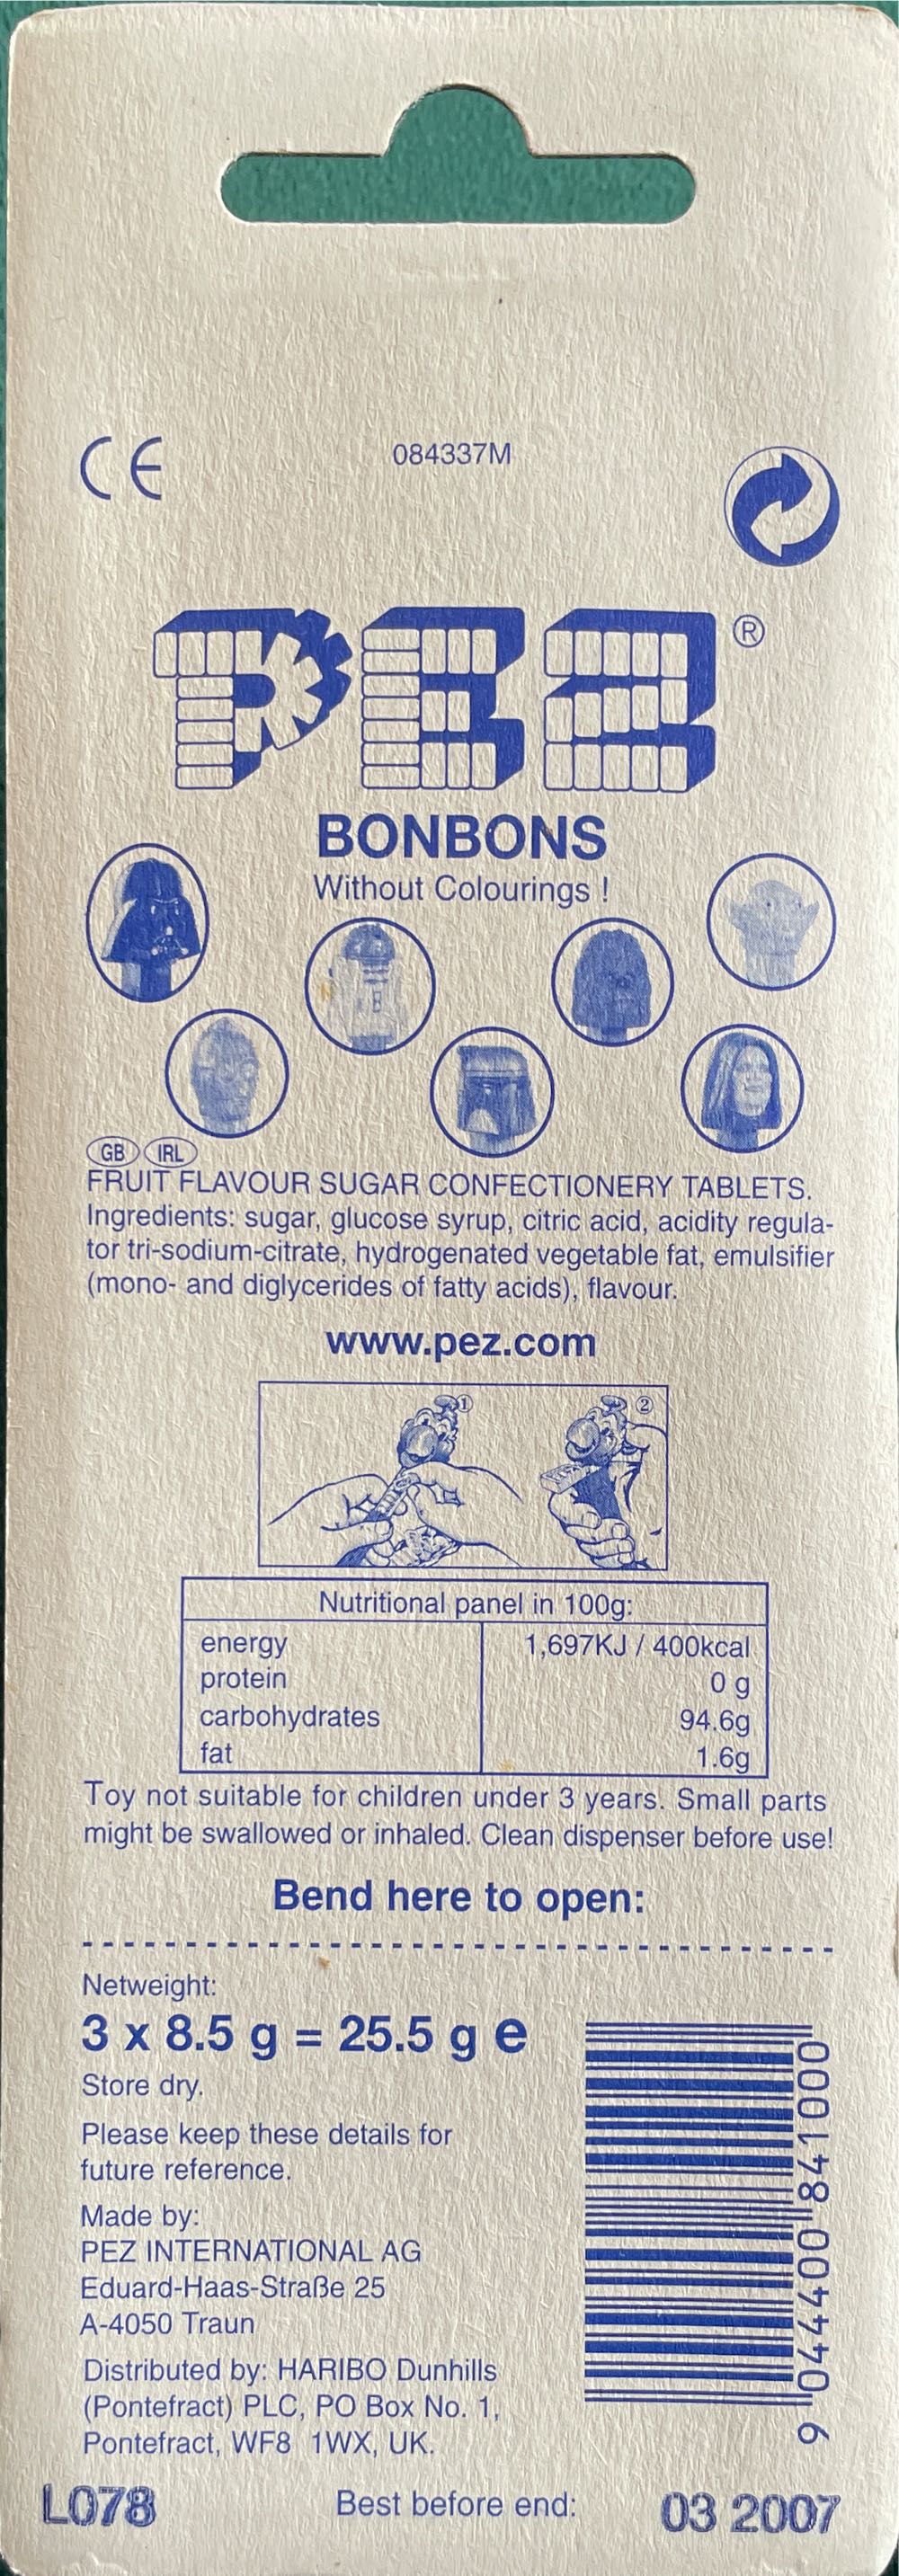 CE
084337M
PEZ®
BONBONS
Without Colourings !
GB IRL
FRUIT FLAVOUR SUGAR CONFECTIONERY TABLETS.
Ingredients: sugar, glucose syrup, citric acid, acidity regula-
tor tri-sodium-citrate, hydrogenated vegetable fat, emulsifier
(mono- and diglycerides of fatty acids), flavour.
www.pez.com
① ②
Nutritional panel in 100g:
energy 1,697KJ / 400kcal
protein 0 g
carbohydrates 94.6g
fat 1.6g
Toy not suitable for children under 3 years. Small parts
might be swallowed or inhaled. Clean dispenser before use!
Bend here to open:
Netweight:
3 x 8.5 g = 25.5 g e
Store dry.
Please keep these details for
future reference.
Made by:
PEZ INTERNATIONAL AG
Eduard-Haas-Straße 25
A-4050 Traun
Distributed by: HARIBO Dunhills
(Pontefract) PLC, PO Box No. 1,
Pontefract, WF8 1WX, UK.
9 044400 841000
L078 Best before end: 03 2007